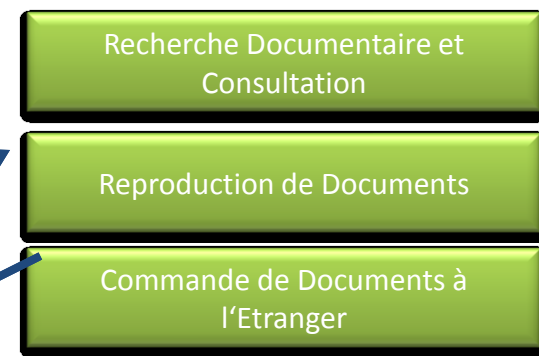 Recherche Documentaire et
Consultation
Reproduction de Documents
Commande de Documents à
l‘Etranger